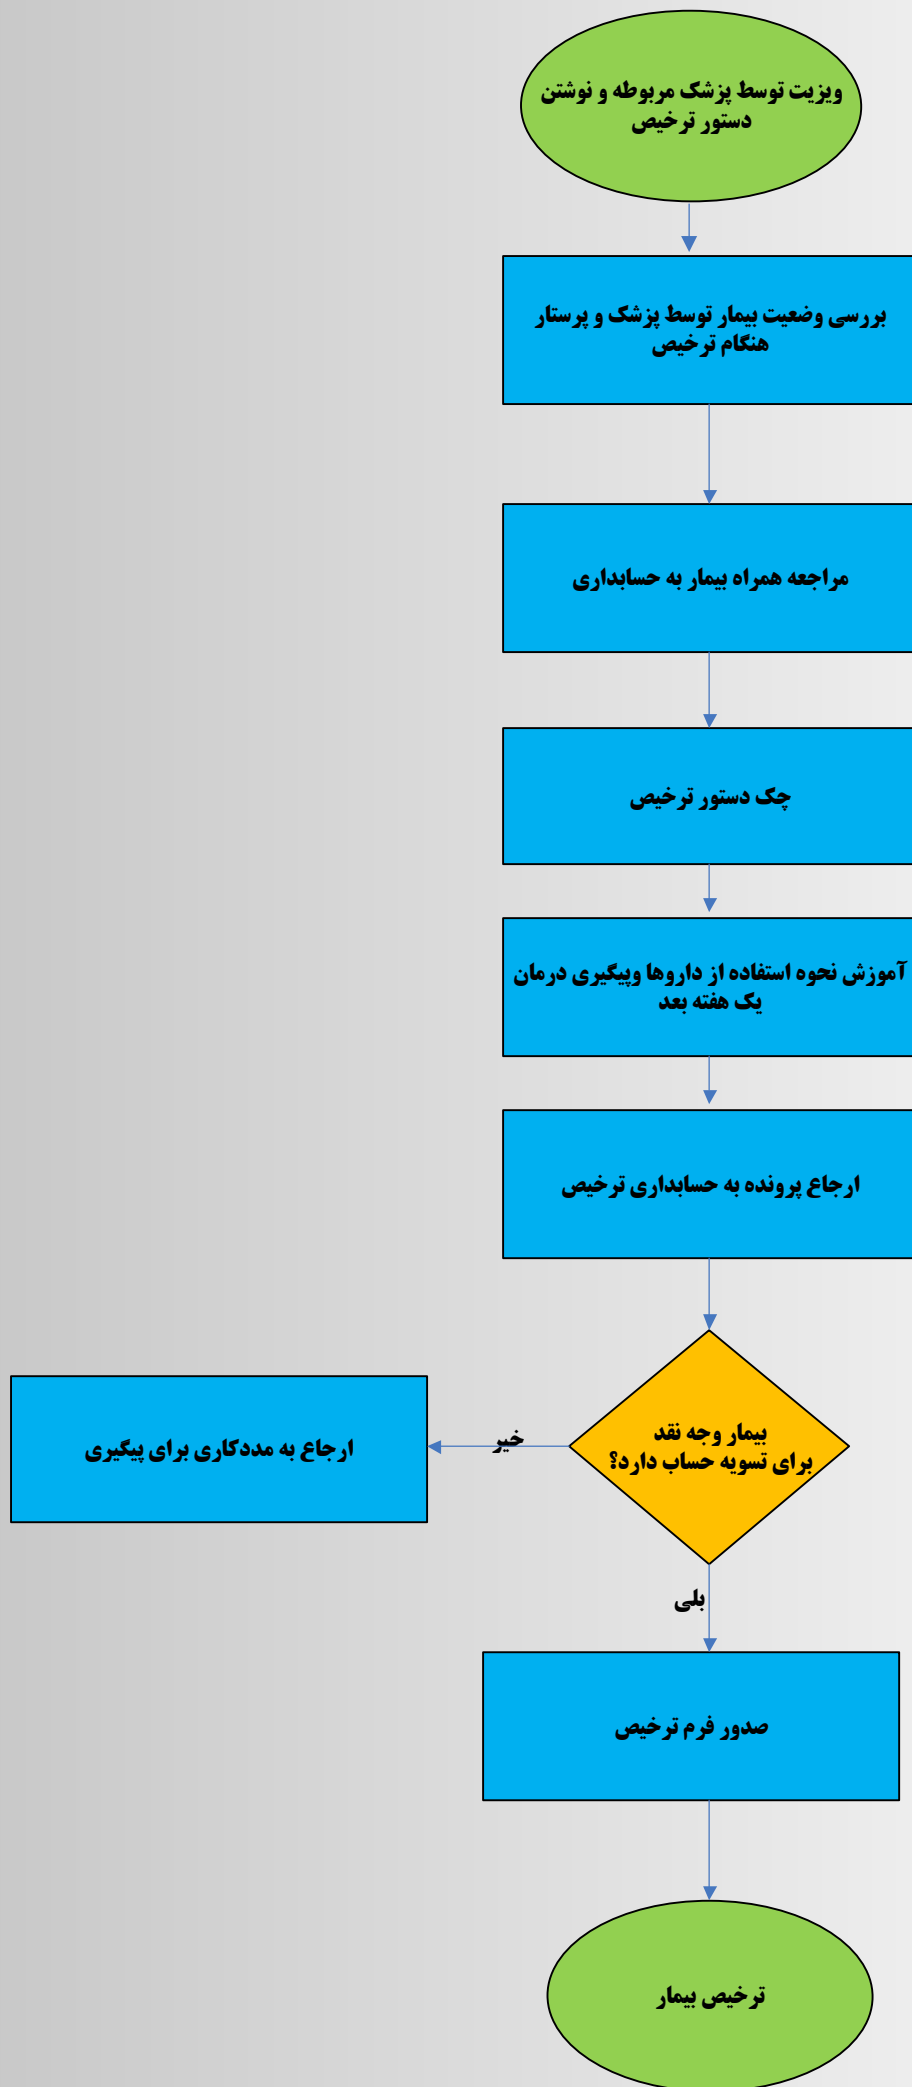 ویزیت توسط پزشک مربوطه و نوشتن
دستور ترخیص
بررسی وضعیت بیمار توسط پزشک و پرستار
هنگام ترخیص
مراجعه همراه بیمار به حسابداری
چک دستور ترخیص
آموزش نحوه استفاده از داروها وپیگیری درمان
یک هفته بعد
ارجاع پرونده به حسابداری ترخیص
بیمار وجه نقد
برای تسویه حساب دارد؟
خیر
ارجاع به مددکاری برای پیگیری
بلی
صدور فرم ترخیص
ترخیص بیمار